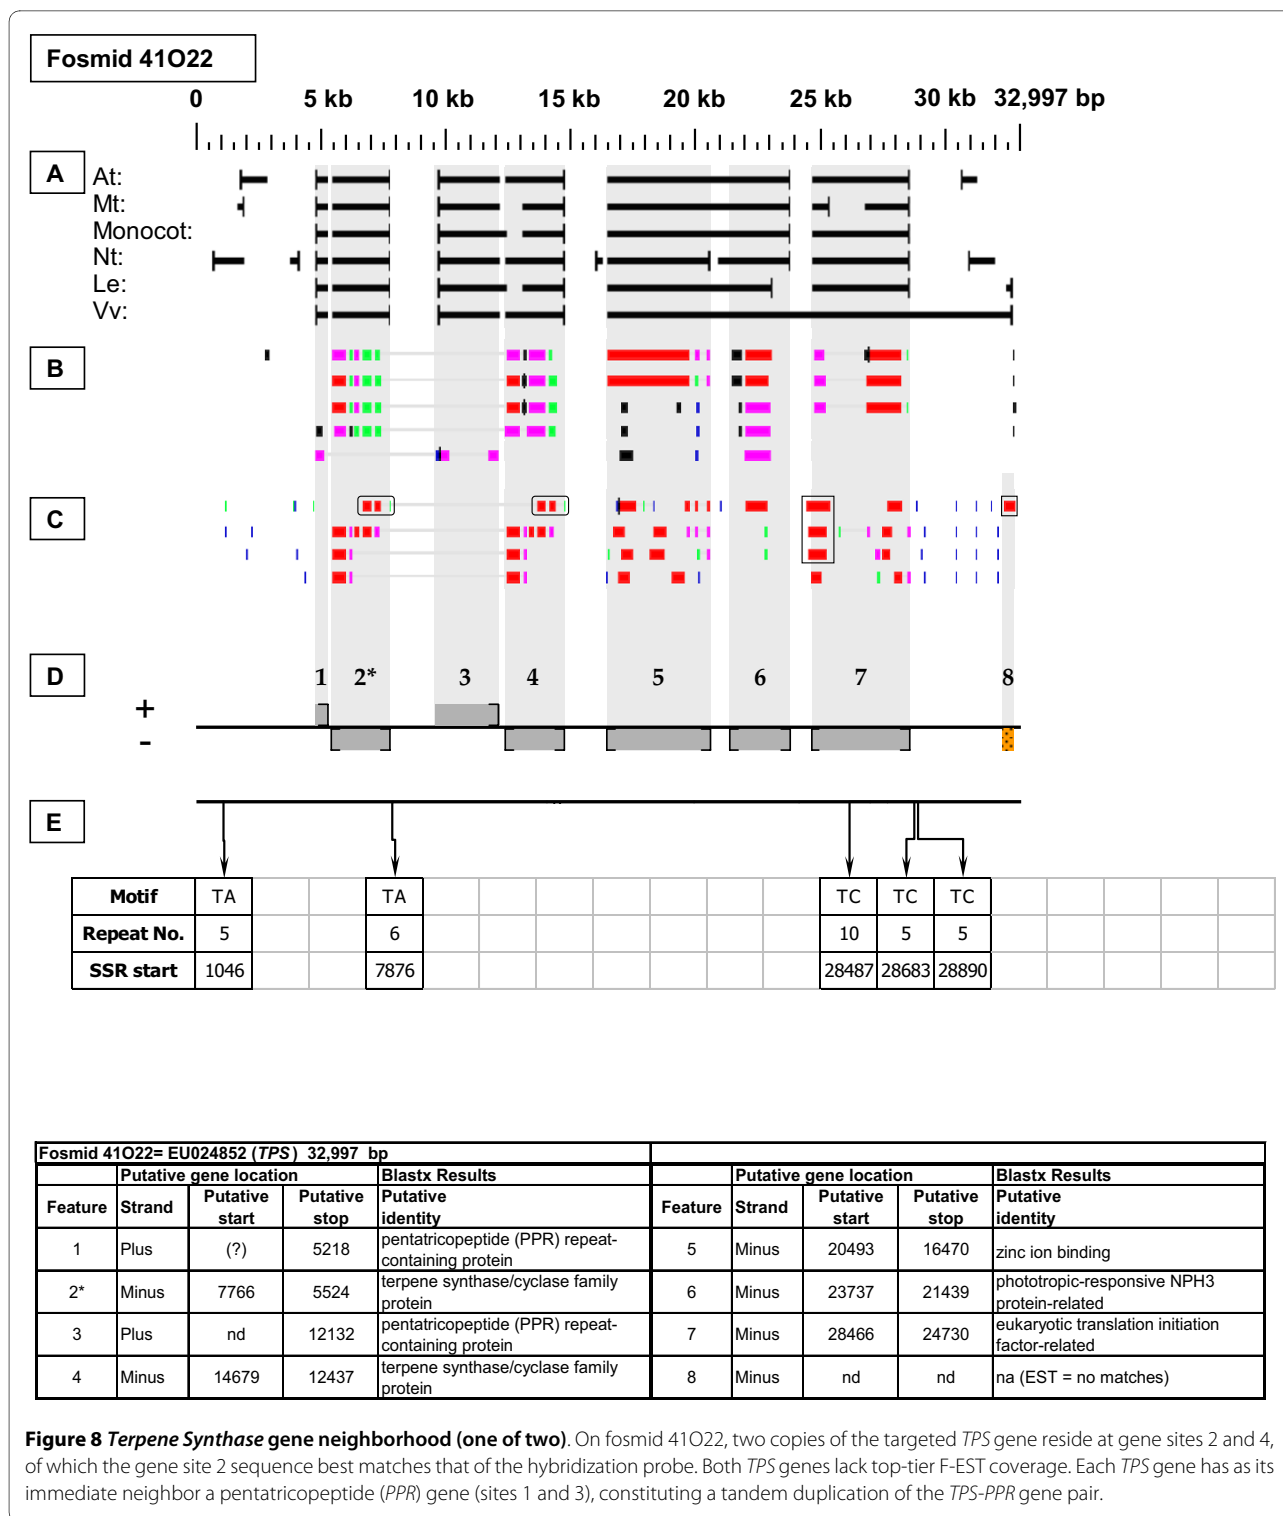 Fosmid 41O22
0 5 kb 10 kb 15 kb 20 kb 25 kb 30 kb 32,997 bp
A
At:
Mt:
Monocot:
Nt:
Le:
Vv:
B
C
D
1 2* 3 4 5 6 7 8
+
-
E
Motif TA TA TC TC TC
Repeat No. 5 6 10 5 5
SSR start 1046 7876 28487 28683 28890
Fosmid 41O22= EU024852 (TPS) 32,997 bp
Putative gene location Blastx Results Putative gene location Blastx Results
Feature Strand Putative start Putative stop Putative identity Feature Strand Putative start Putative stop Putative identity
1 Plus (?) 5218 pentatricopeptide (PPR) repeat-containing protein 5 Minus 20493 16470 zinc ion binding
2* Minus 7766 5524 terpene synthase/cyclase family protein 6 Minus 23737 21439 phototropic-responsive NPH3 protein-related
3 Plus nd 12132 pentatricopeptide (PPR) repeat-containing protein 7 Minus 28466 24730 eukaryotic translation initiation factor-related
4 Minus 14679 12437 terpene synthase/cyclase family protein 8 Minus nd nd na (EST = no matches)
Figure 8 Terpene Synthase gene neighborhood (one of two). On fosmid 41O22, two copies of the targeted TPS gene reside at gene sites 2 and 4,
of which the gene site 2 sequence best matches that of the hybridization probe. Both TPS genes lack top-tier F-EST coverage. Each TPS gene has as its
immediate neighbor a pentatricopeptide (PPR) gene (sites 1 and 3), constituting a tandem duplication of the TPS-PPR gene pair.